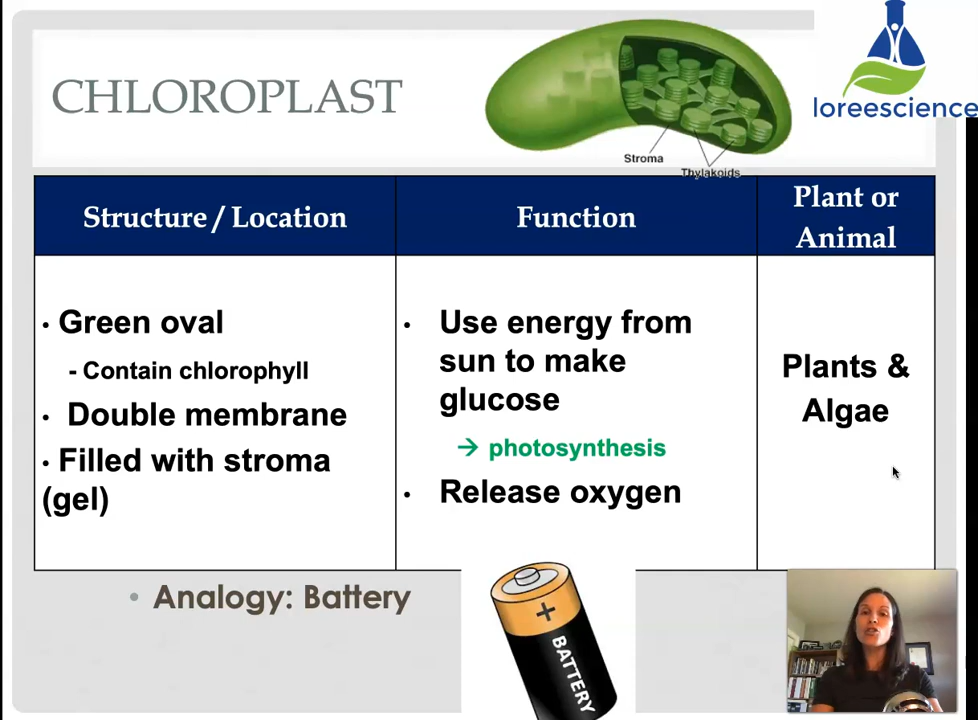 CHLOROPLAST
loreescience
Stroma
Thylakoids
Structure / Location
Function
Plant or
Animal
• Green oval
- Contain chlorophyll
• Double membrane
• Filled with stroma
(gel)
• Use energy from
sun to make
glucose
→ photosynthesis
• Release oxygen
Plants &
Algae
• Analogy: Battery
+
BATTERY